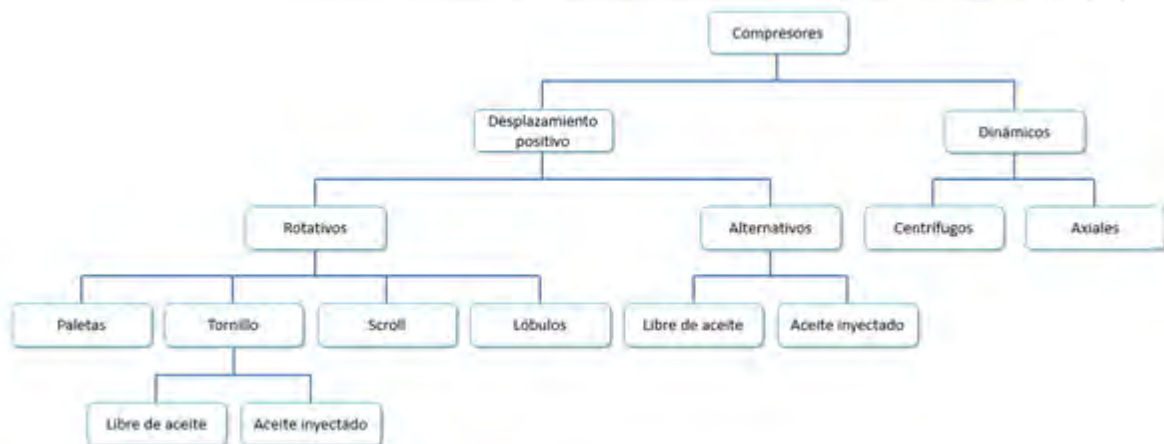 Compresores
Desplazamiento
positivo
Dinámicos
Rotativos
Alternativos
Centrífugos
Axiales
Paletas
Tornillo
Scroll
Lóbulos
Libre de aceite
Aceite inyectado
Libre de aceite
Aceite inyectado